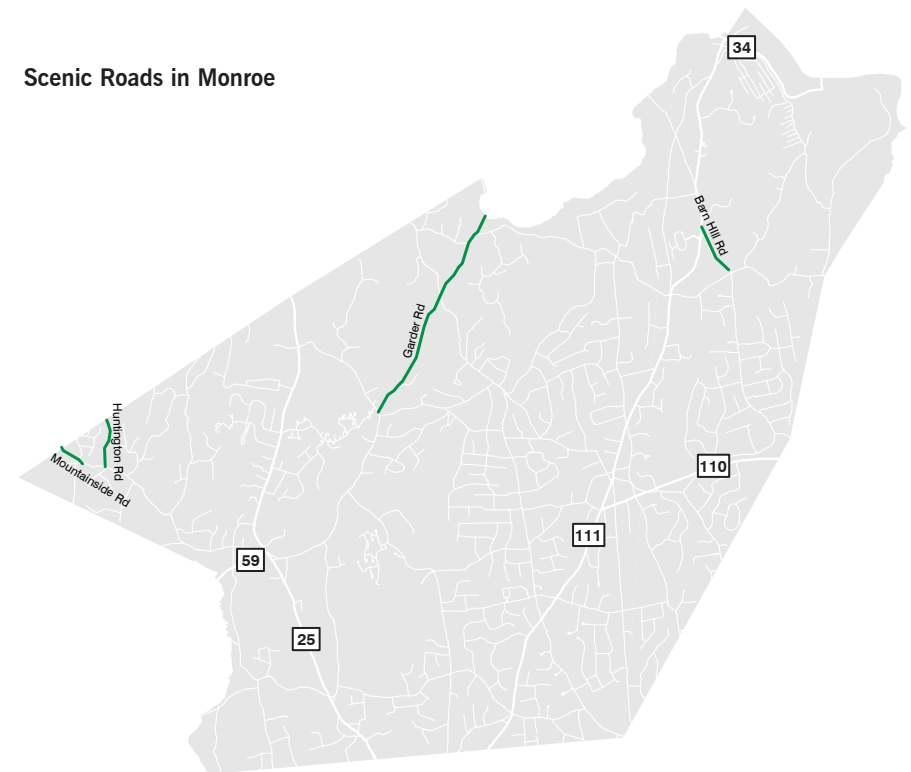 34
Scenic Roads in Monroe
Barn Hill Rd
Garder Rd
Huntington Rd
Mountainside Rd
110
111
59
25